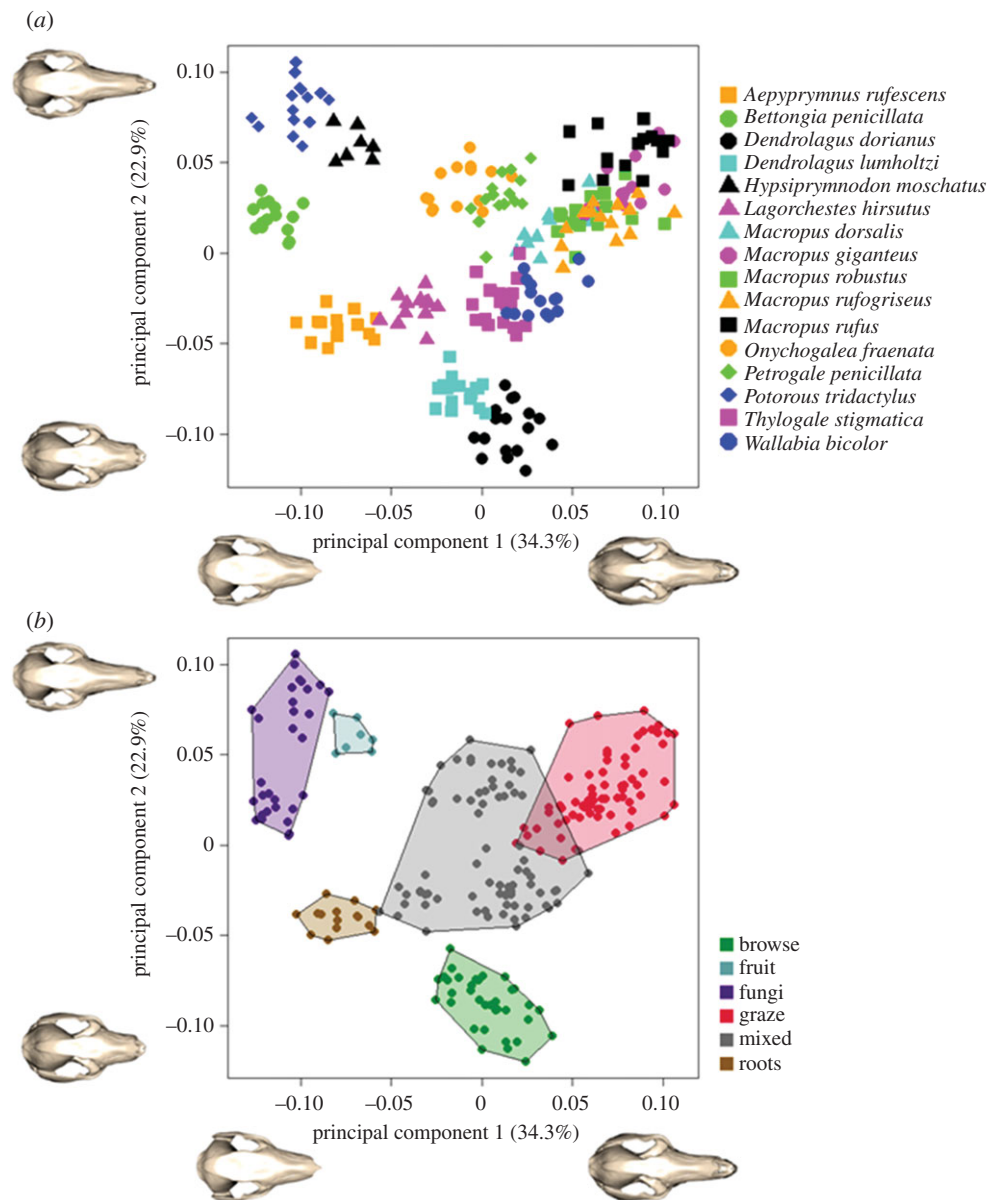 (a)
0.10
0.05
0
−0.05
−0.10
principal component 2 (22.9%)
−0.10 −0.05 0 0.05 0.10
principal component 1 (34.3%)
Aepyprymnus rufescens
Bettongia penicillata
Dendrolagus dorianus
Dendrolagus lumholtzi
Hypsiprymnodon moschatus
Lagorchestes hirsutus
Macropus dorsalis
Macropus giganteus
Macropus robustus
Macropus rufogriseus
Macropus rufus
Onychogalea fraenata
Petrogale penicillata
Potorous tridactylus
Thylogale stigmatica
Wallabia bicolor
(b)
0.10
0.05
0
−0.05
−0.10
principal component 2 (22.9%)
−0.10 −0.05 0 0.05 0.10
principal component 1 (34.3%)
browse
fruit
fungi
graze
mixed
roots